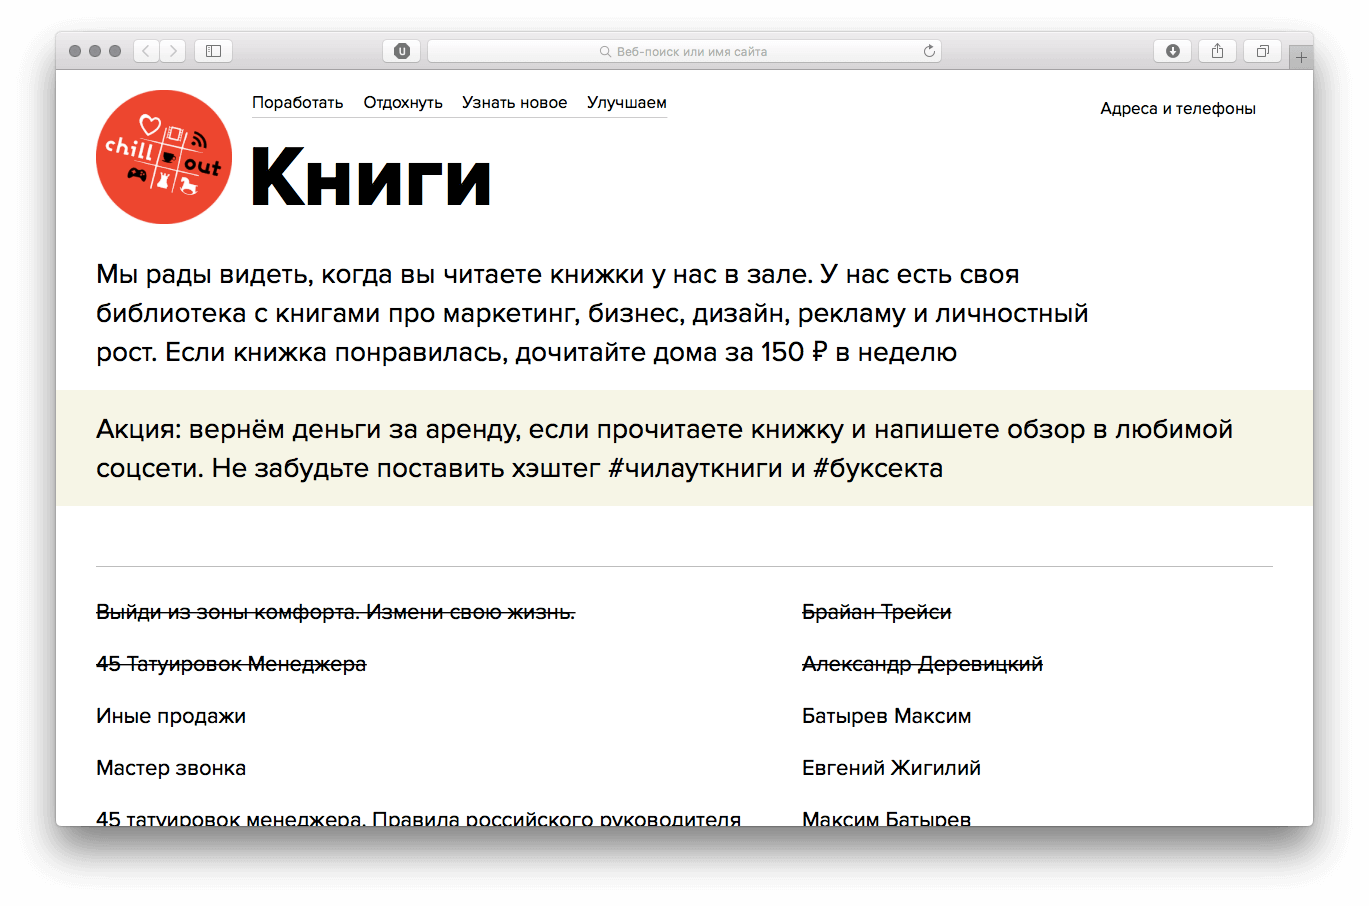 Веб-поиск или имя сайта
Поработать Отдохнуть Узнать новое Улучшаем
Адреса и телефоны
chill out
Книги
Мы рады видеть, когда вы читаете книжки у нас в зале. У нас есть своя
библиотека с книгами про маркетинг, бизнес, дизайн, рекламу и личностный
рост. Если книжка понравилась, дочитайте дома за 150 ₽ в неделю
Акция: вернём деньги за аренду, если прочитаете книжку и напишете обзор в любимой
соцсети. Не забудьте поставить хэштег #чилауткниги и #буксекта
Выйди из зоны комфорта. Измени свою жизнь. Брайан Трейси
45 Татуировок Менеджера Александр Деревицкий
Иные продажи Батырев Максим
Мастер звонка Евгений Жигилий
45 татуировок менеджера. Правила российского руководителя Максим Батырев